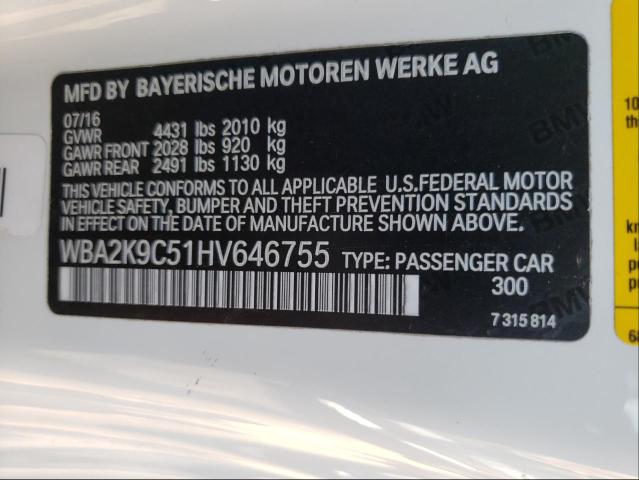 MFD BY BAYERISCHE MOTOREN WERKE AG
07/16
GVWR 4431 lbs 2010 kg
GAWR FRONT 2028 lbs 920 kg
GAWR REAR 2491 lbs 1130 kg
THIS VEHICLE CONFORMS TO ALL APPLICABLE U.S.FEDERAL MOTOR
VEHICLE SAFETY, BUMPER AND THEFT PREVENTION STANDARDS
IN EFFECT ON THE DATE OF MANUFACTURE SHOWN ABOVE.
WBA2K9C51HV646755 TYPE: PASSENGER CAR
300
7 315 814
BMW
BMW
BMW